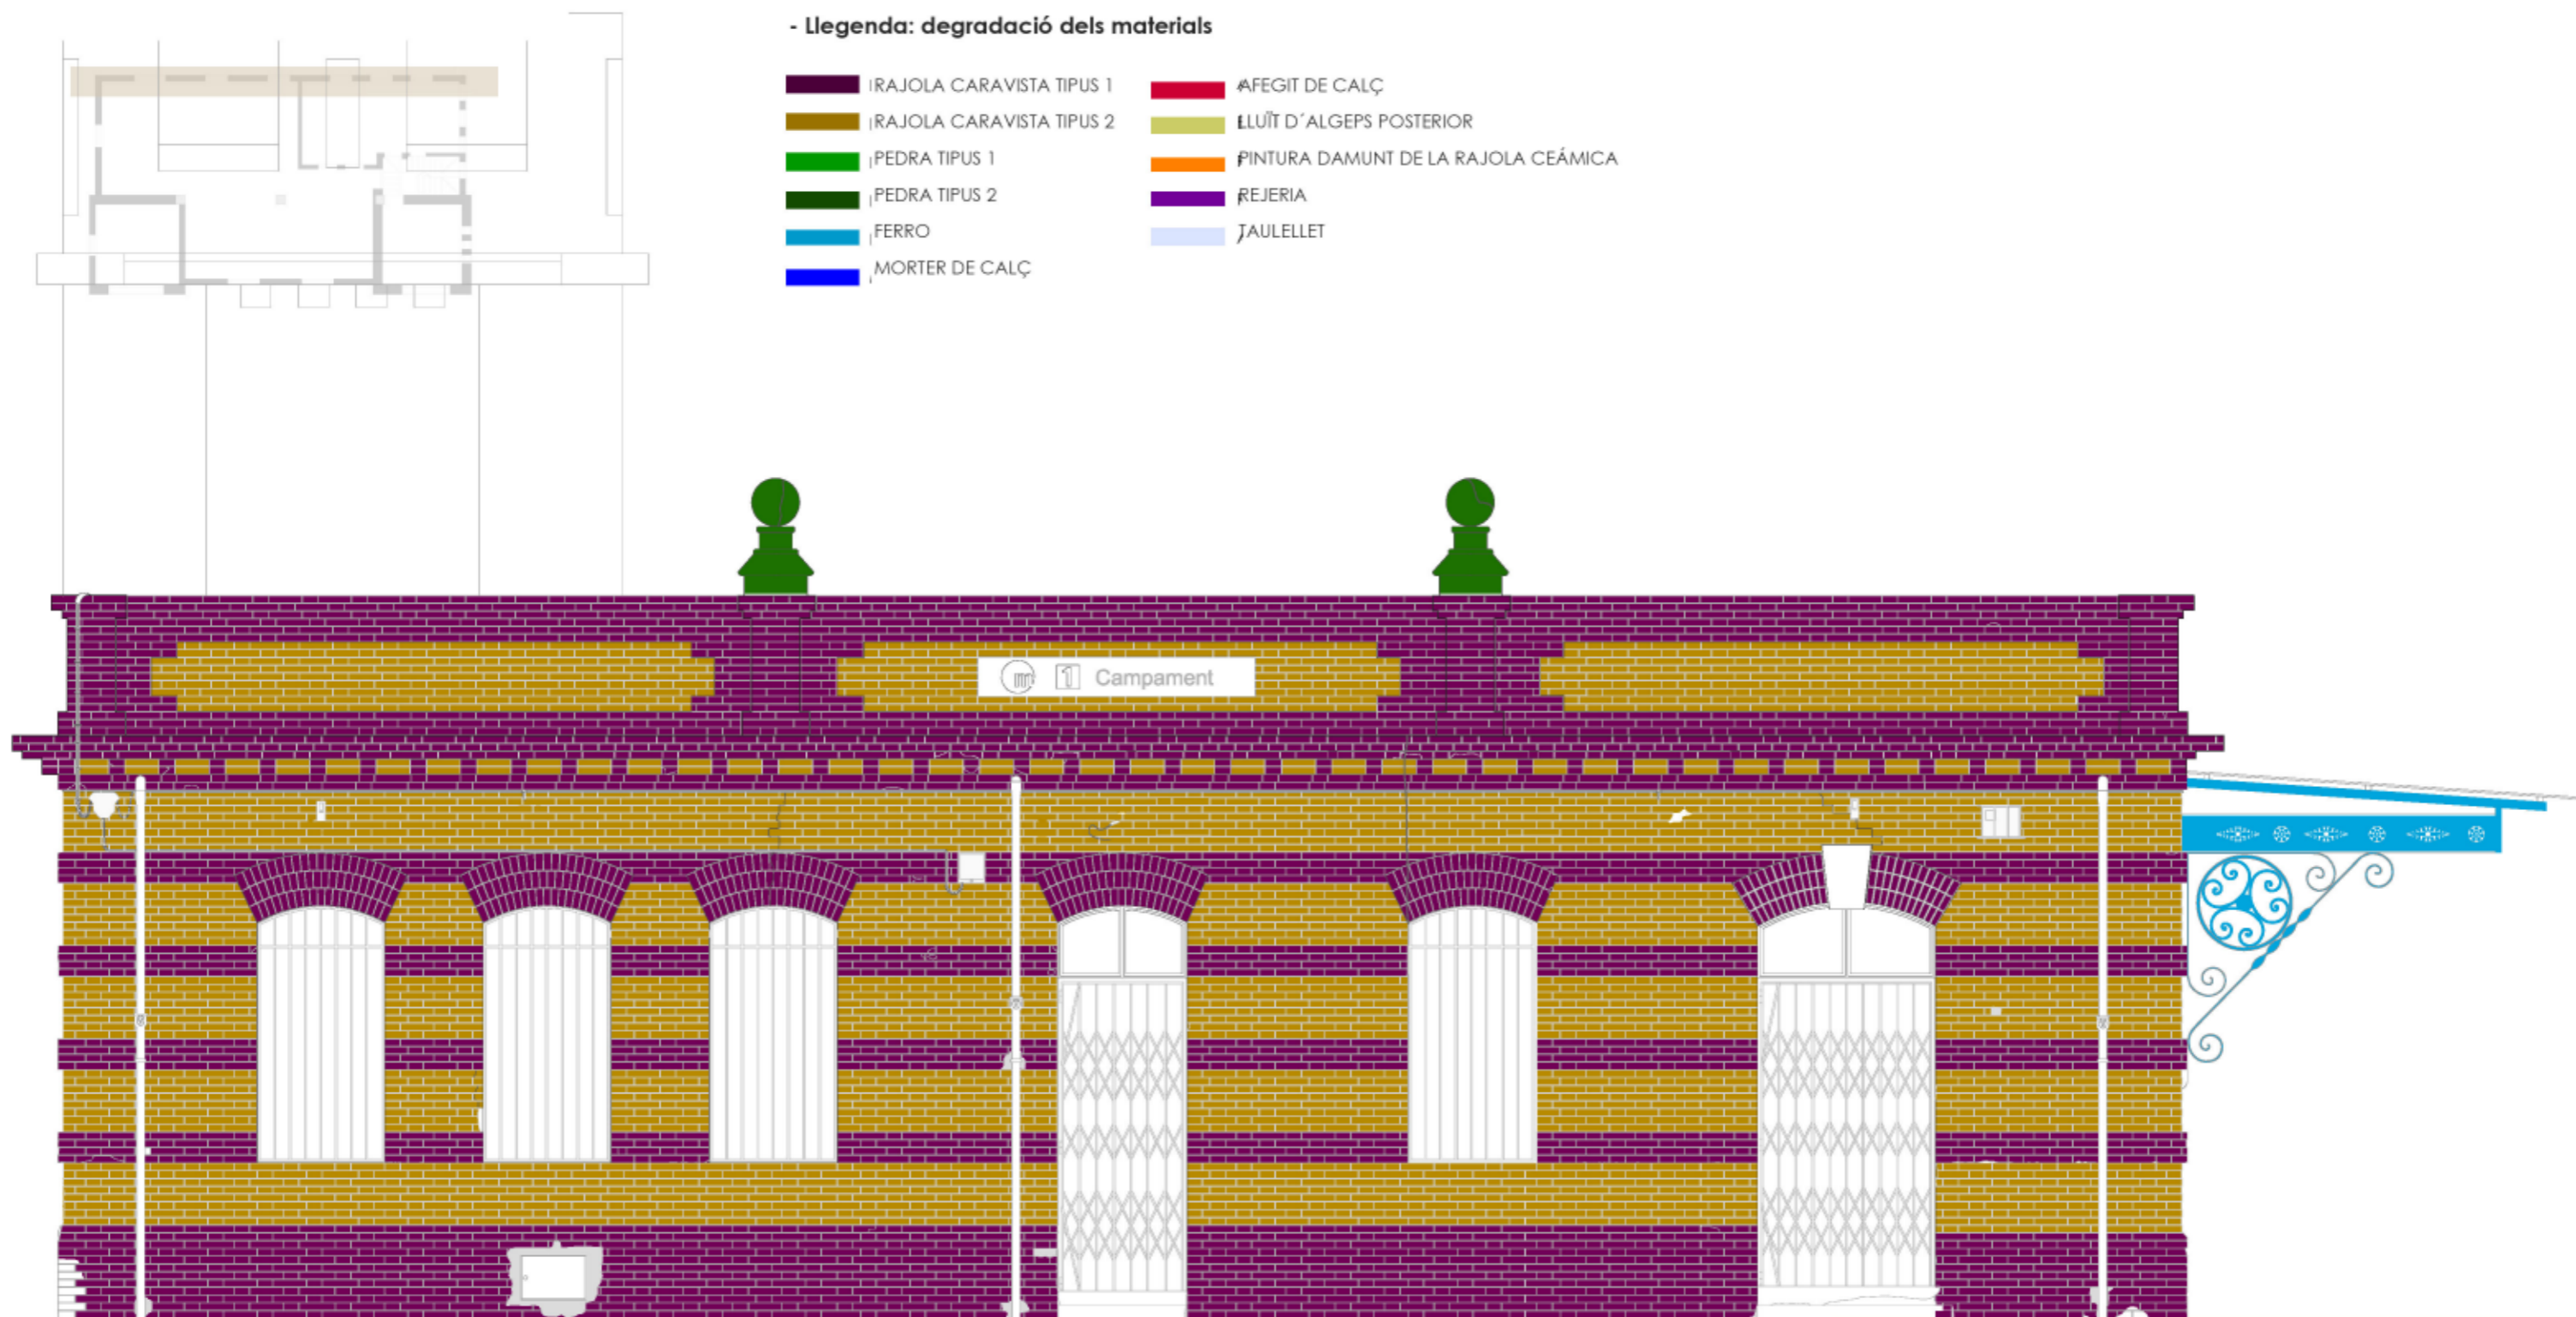 - Llegenda: degradació dels materials
RAJOLA CARAVISTA TIPUS 1
RAJOLA CARAVISTA TIPUS 2
PEDRA TIPUS 1
PEDRA TIPUS 2
FERRO
MORTER DE CALÇ
AFEGIT DE CALÇ
LLUÏT D´ALGEPS POSTERIOR
PINTURA DAMUNT DE LA RAJOLA CEÁMICA
REJERIA
TAULELLET
m 1 Campament